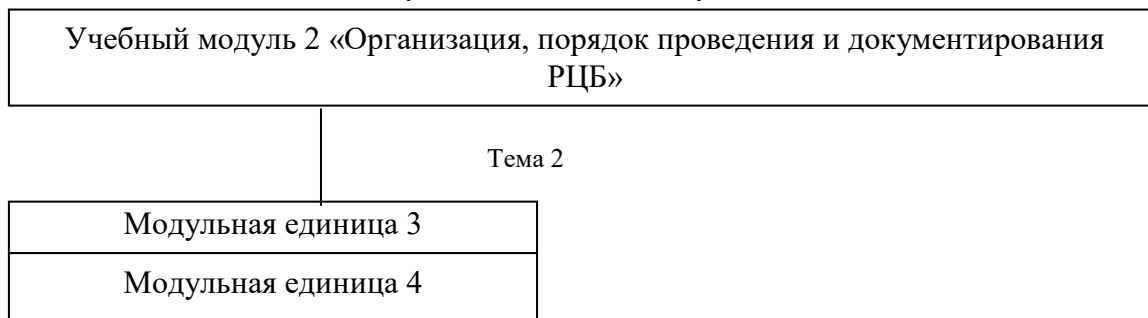 Учебный модуль 2 «Организация, порядок проведения и документирования
РЦБ»
Тема 2
Модульная единица 3
Модульная единица 4